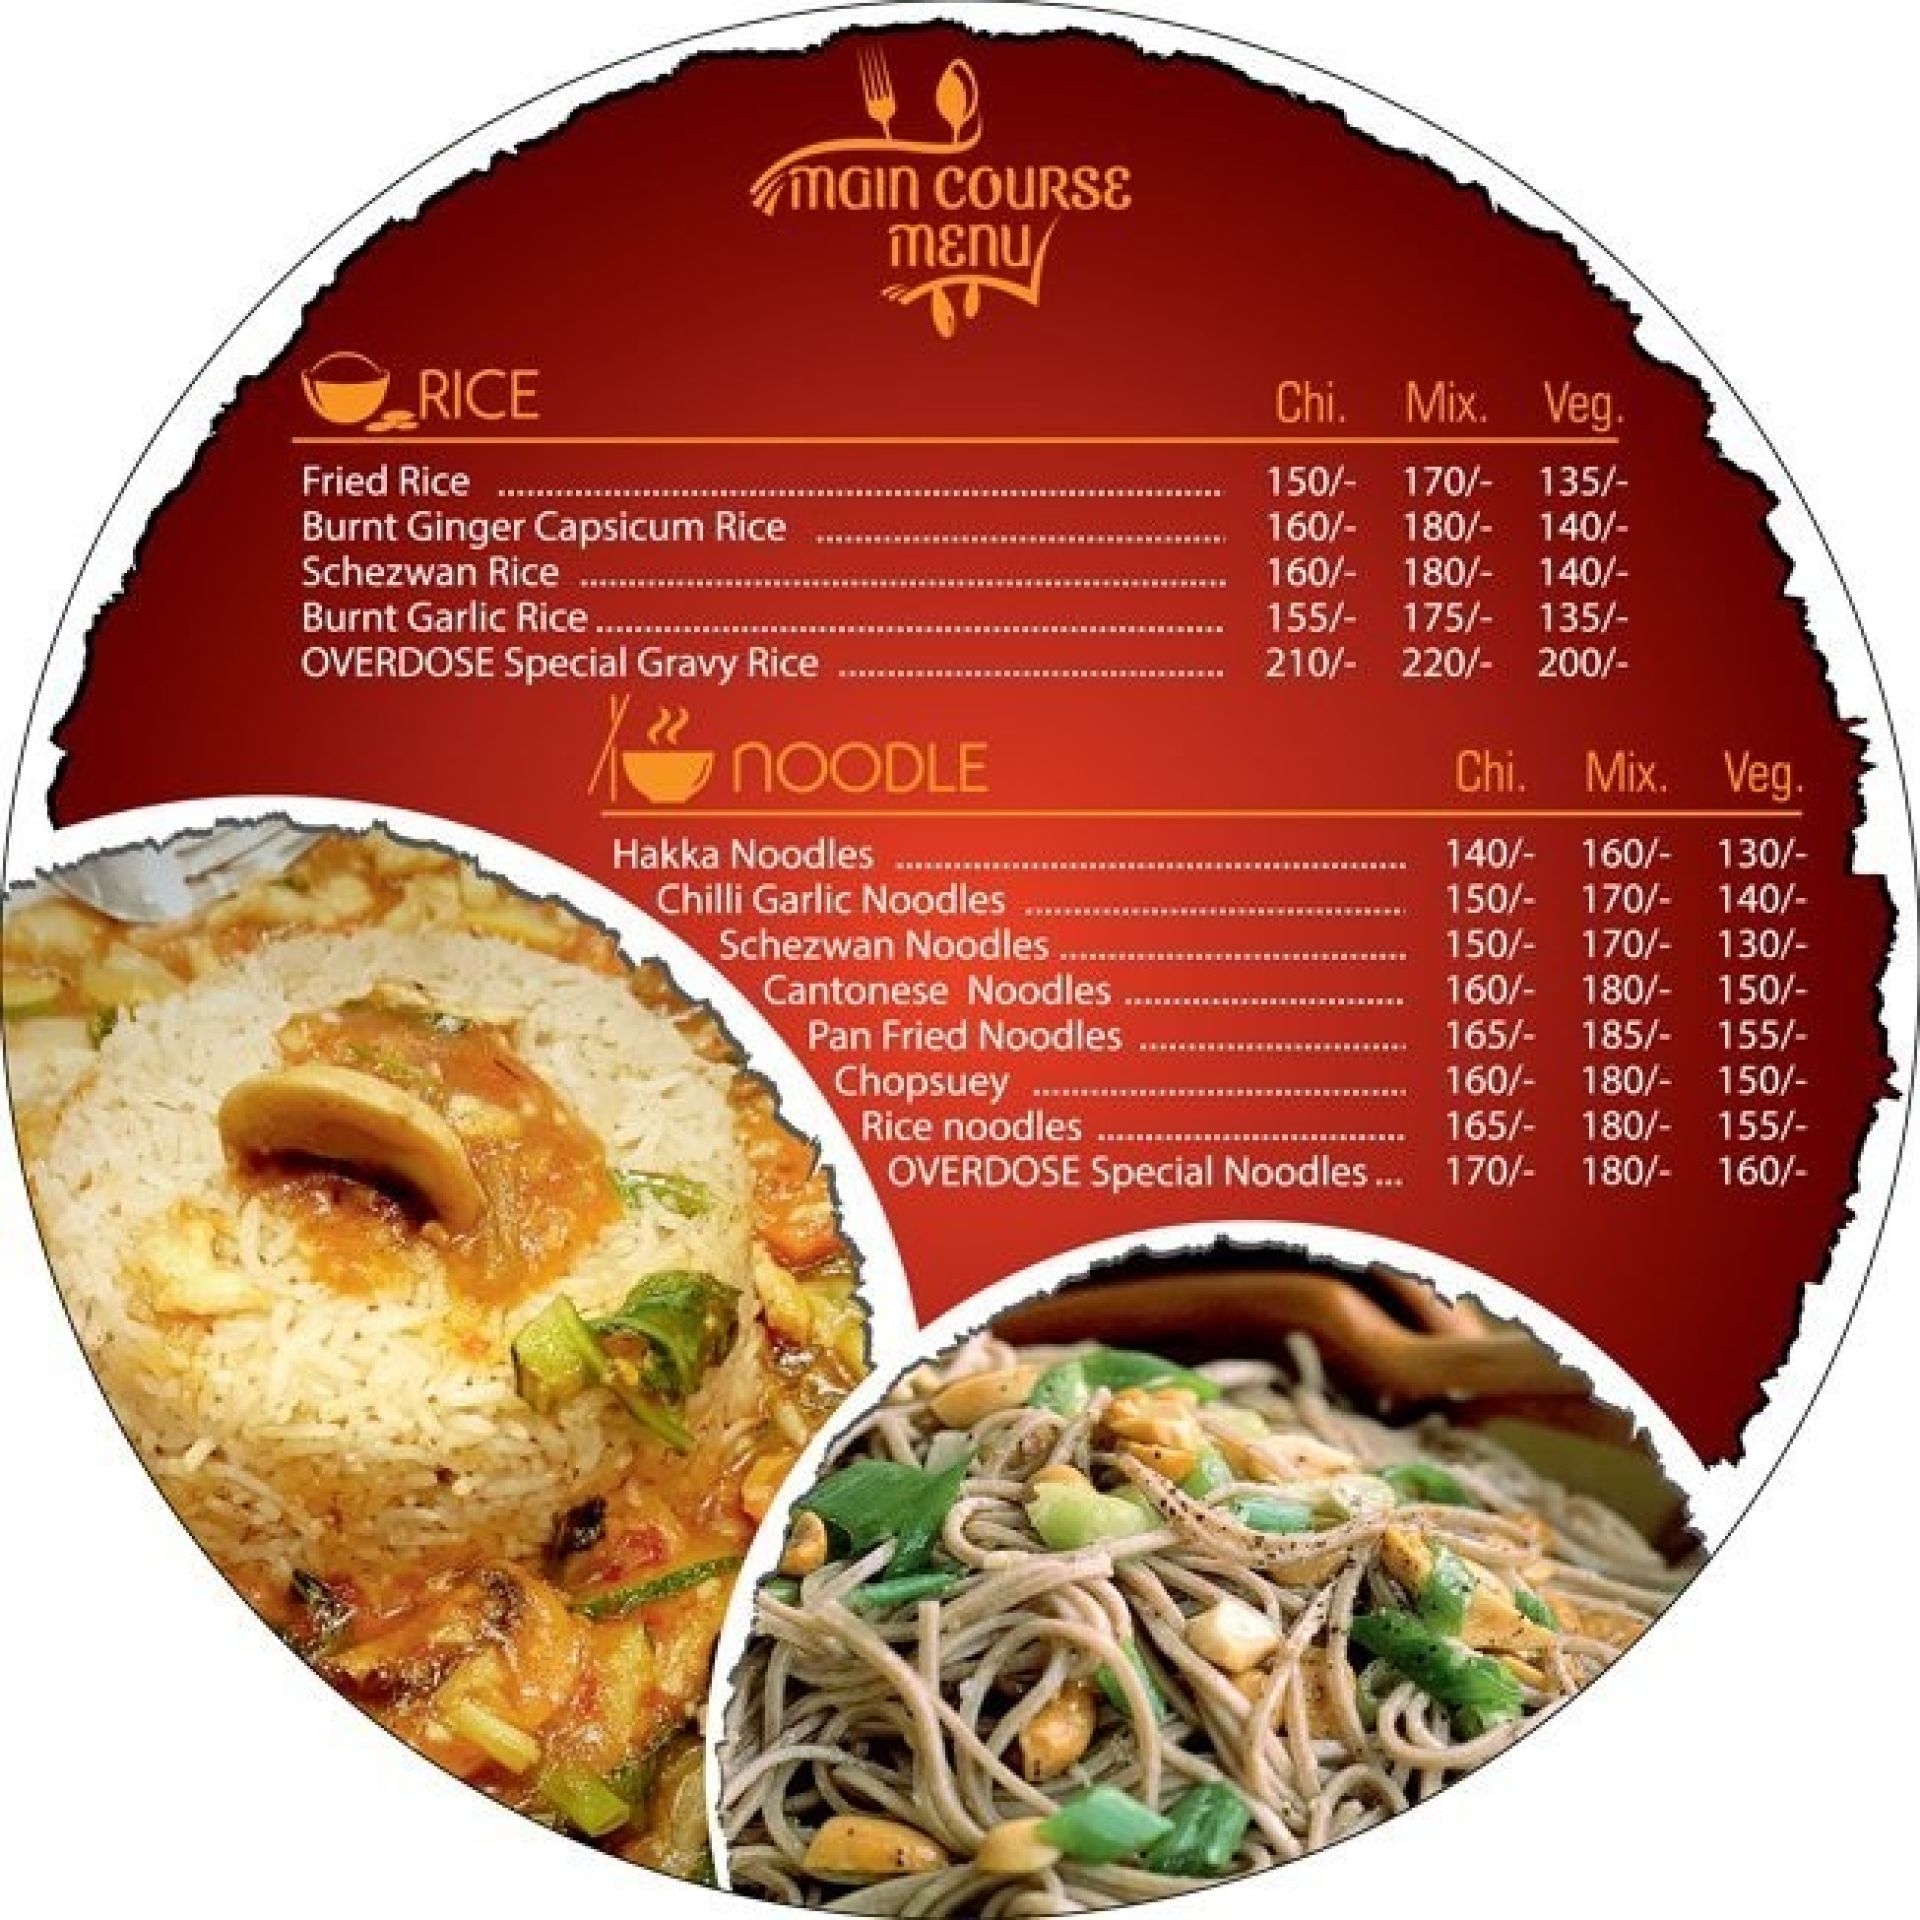 main course
menu
RICE Chi. Mix. Veg.
Fried Rice ........ 150/- 170/- 135/-
Burnt Ginger Capsicum Rice ........ 160/- 180/- 140/-
Schezwan Rice ........ 160/- 180/- 140/-
Burnt Garlic Rice ........ 155/- 175/- 135/-
OVERDOSE Special Gravy Rice ........ 210/- 220/- 200/-
NOODLE Chi. Mix. Veg.
Hakka Noodles ........ 140/- 160/- 130/-
Chilli Garlic Noodles ........ 150/- 170/- 140/-
Schezwan Noodles ........ 150/- 170/- 130/-
Cantonese Noodles ........ 160/- 180/- 150/-
Pan Fried Noodles ........ 165/- 185/- 155/-
Chopsuey ........ 160/- 180/- 150/-
Rice noodles ........ 165/- 180/- 155/-
OVERDOSE Special Noodles ... 170/- 180/- 160/-